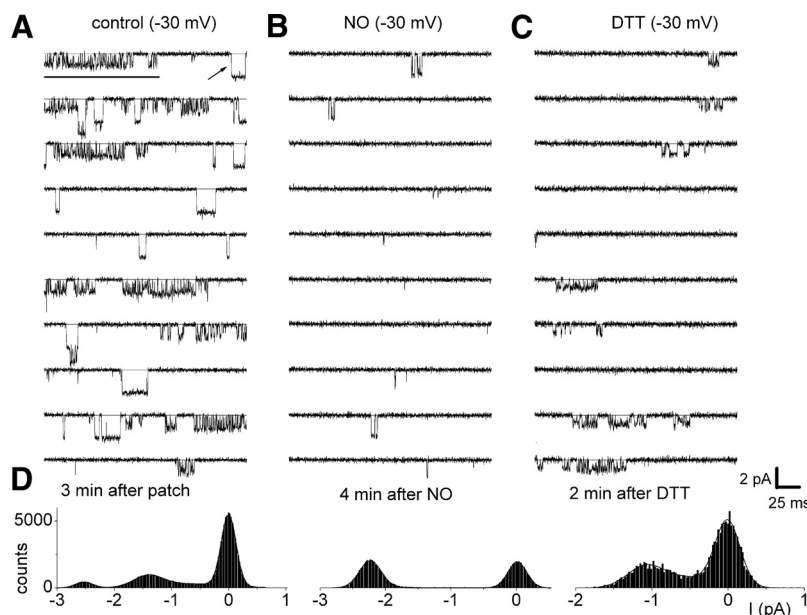 A control (-30 mV) B NO (-30 mV) C DTT (-30 mV)
D 3 min after patch 4 min after NO 2 min after DTT 2 pA
25 ms
5000
counts
0
-3 -2 -1 0 1 -3 -2 -1 0 -2 -1 0 1
I (pA)